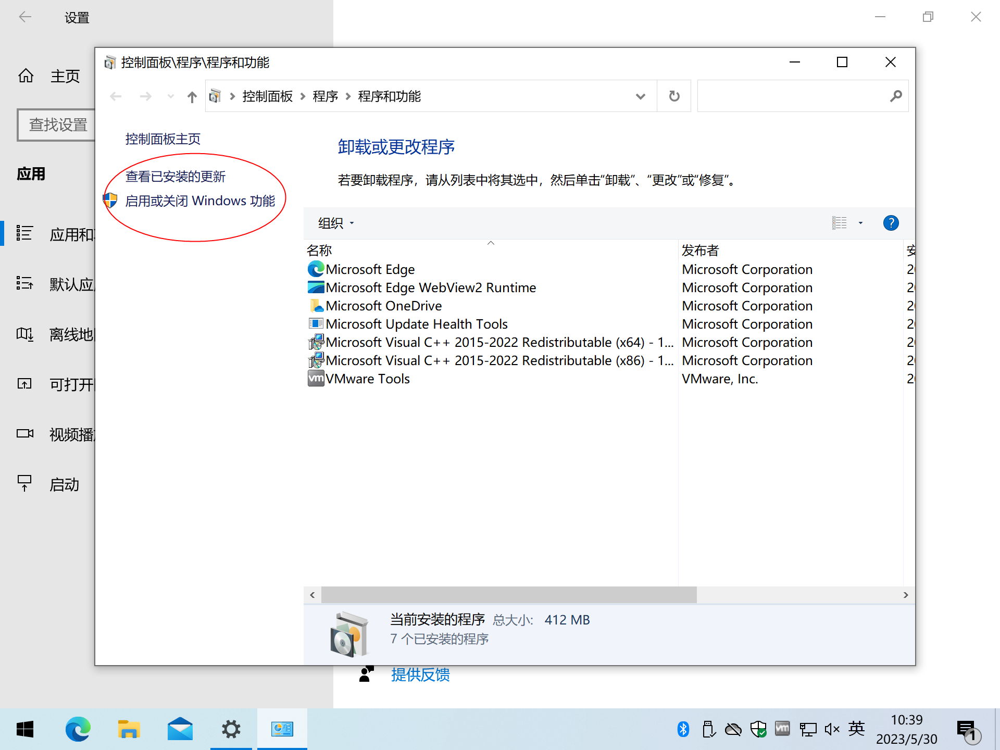 设置
主页
查找设置
应用
应用和
默认应
离线地
可打开
视频播
启动
控制面板\程序\程序和功能
控制面板 程序 程序和功能
控制面板主页
查看已安装的更新
启用或关闭 Windows 功能
卸载或更改程序
若要卸载程序，请从列表中将其选中，然后单击“卸载”、“更改”或“修复”。
组织
?
名称 发布者 安
Microsoft Edge Microsoft Corporation 2
Microsoft Edge WebView2 Runtime Microsoft Corporation 2
Microsoft OneDrive Microsoft Corporation 2
Microsoft Update Health Tools Microsoft Corporation 2
Microsoft Visual C++ 2015-2022 Redistributable (x64) - 1... Microsoft Corporation 2
Microsoft Visual C++ 2015-2022 Redistributable (x86) - 1... Microsoft Corporation 2
vm VMware Tools VMware, Inc. 2
当前安装的程序 总大小: 412 MB
7 个已安装的程序
提供反馈
vm
英
10:39
2023/5/30
1